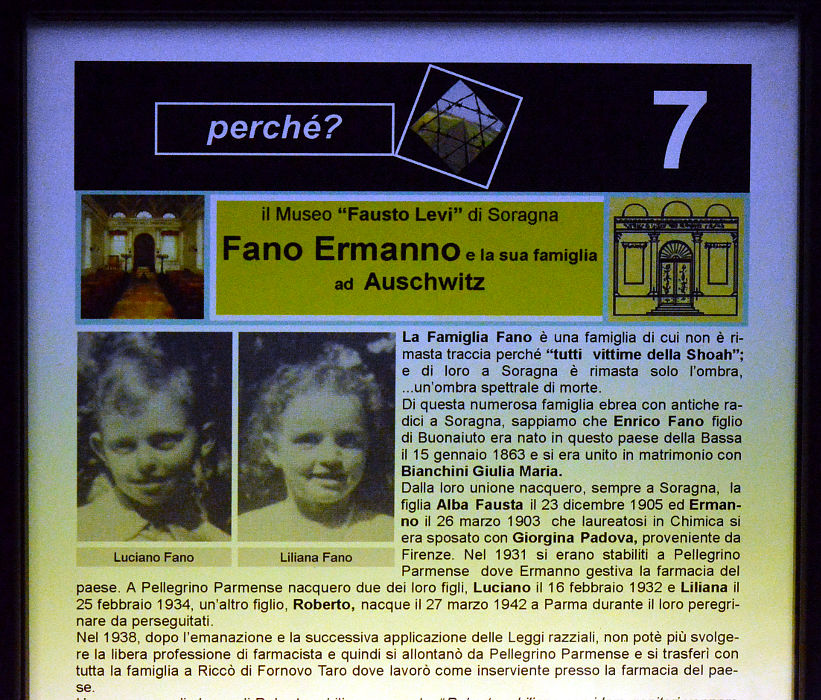 perché?
7
il Museo “Fausto Levi” di Soragna
Fano Ermanno e la sua famiglia
ad Auschwitz
La Famiglia Fano è una famiglia di cui non è ri-
masta traccia perché “tutti vittime della Shoah”;
e di loro a Soragna è rimasta solo l’ombra,
...un’ombra spettrale di morte.
Di questa numerosa famiglia ebrea con antiche ra-
dici a Soragna, sappiamo che Enrico Fano figlio
di Buonaiuto era nato in questo paese della Bassa
il 15 gennaio 1863 e si era unito in matrimonio con
Bianchini Giulia Maria.
Dalla loro unione nacquero, sempre a Soragna, la
figlia Alba Fausta il 23 dicembre 1905 ed Erman-
no il 26 marzo 1903 che laureatosi in Chimica si
era sposato con Giorgina Padova, proveniente da
Firenze. Nel 1931 si erano stabiliti a Pellegrino
Parmense dove Ermanno gestiva la farmacia del
Luciano Fano
Liliana Fano
paese. A Pellegrino Parmense nacquero due dei loro figli, Luciano il 16 febbraio 1932 e Liliana il
25 febbraio 1934, un’altro figlio, Roberto, nacque il 27 marzo 1942 a Parma durante il loro peregri-
nare da perseguitati.
Nel 1938, dopo l’emanazione e la successiva applicazione delle Leggi razziali, non potè più svolge-
re la libera professione di farmacista e quindi si allontanò da Pellegrino Parmense e si trasferì con
tutta la famiglia a Riccò di Fornovo Taro dove lavorò come inserviente presso la farmacia del pae-
se.